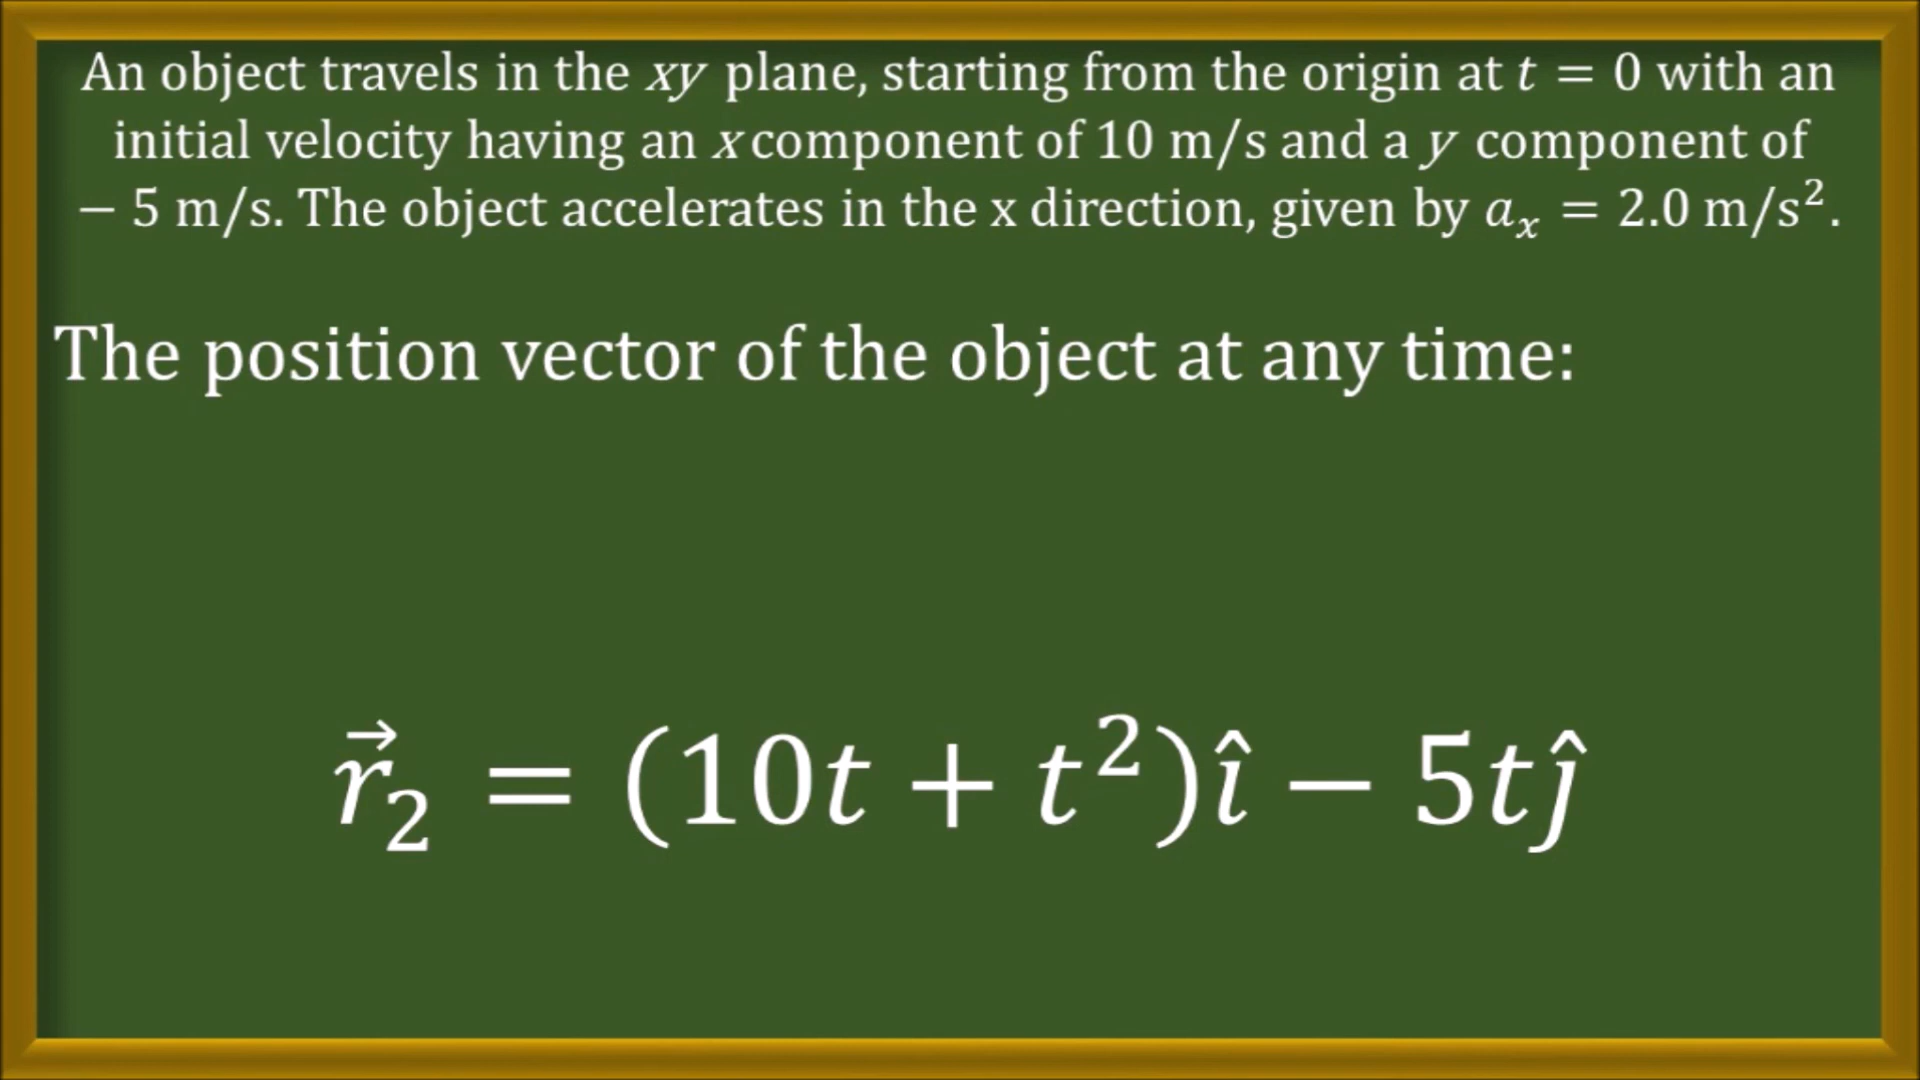 An object travels in the xy plane, starting from the origin at t = 0 with an
initial velocity having an x component of 10 m/s and a y component of
− 5 m/s. The object accelerates in the x direction, given by aₓ = 2.0 m/s².
The position vector of the object at any time:
r⃗₂ = (10t + t²)î − 5tĵ